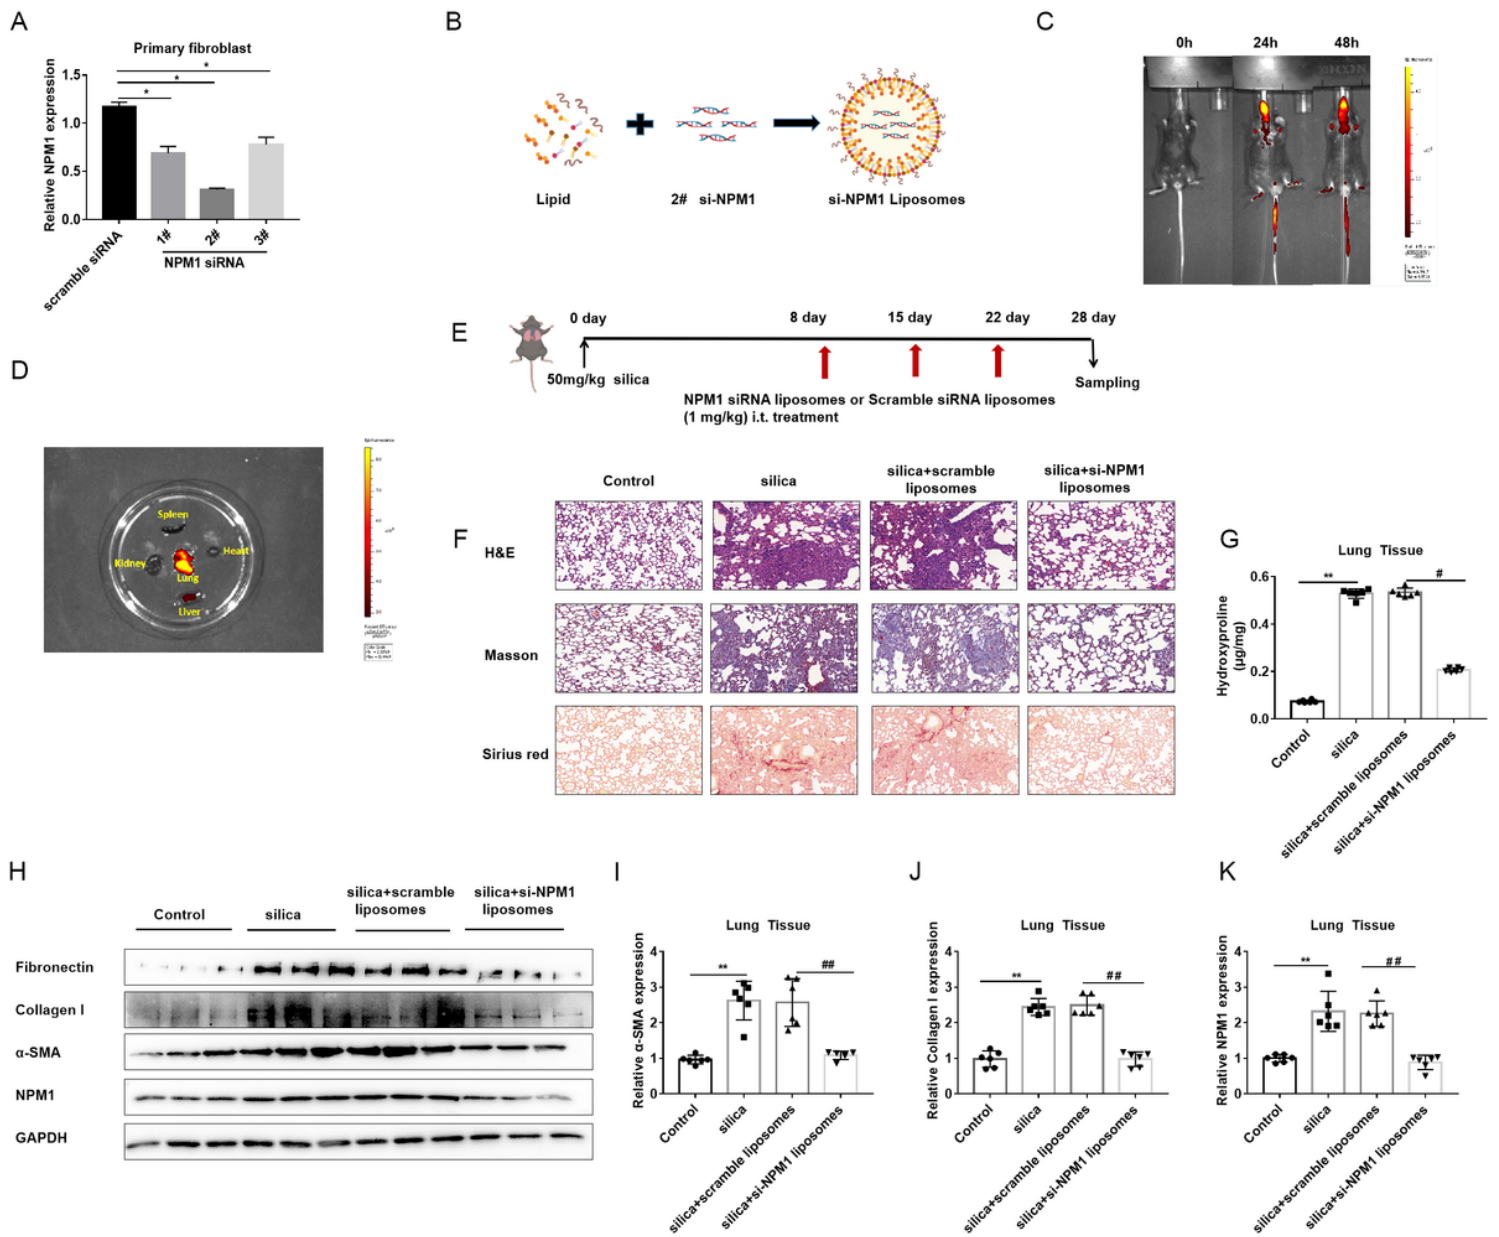 A
Primary fibroblast
Relative NPM1 expression
1.5
1.0
0.5
0.0
*
*
*
scramble siRNA
1#
2#
3#
NPM1 siRNA
B
Lipid
2# si-NPM1
si-NPM1 Liposomes
C
0h
24h
48h
D
Spleen
Heart
Kidney
Lung
Liver
E
0 day
8 day
15 day
22 day
28 day
50mg/kg silica
Sampling
NPM1 siRNA liposomes or Scramble siRNA liposomes
(1 mg/kg) i.t. treatment
F
Control
silica
silica+scramble
liposomes
silica+si-NPM1
liposomes
H&E
Masson
Sirius red
G
Lung Tissue
Hydroxyproline
(μg/mg)
0.6
0.4
0.2
0.0
**
#
Control
silica
silica+scramble liposomes
silica+si-NPM1 liposomes
H
Control
silica
silica+scramble
liposomes
silica+si-NPM1
liposomes
Fibronectin
Collagen I
α-SMA
NPM1
GAPDH
I
Lung Tissue
Relative α-SMA expression
4
3
2
1
0
**
##
Control
silica
silica+scramble liposomes
silica+si-NPM1 liposomes
J
Lung Tissue
Relative Collagen I expression
4
3
2
1
0
**
##
Control
silica
silica+scramble liposomes
silica+si-NPM1 liposomes
K
Lung Tissue
Relative NPM1 expression
4
3
2
1
0
**
##
Control
silica
silica+scramble liposomes
silica+si-NPM1 liposomes